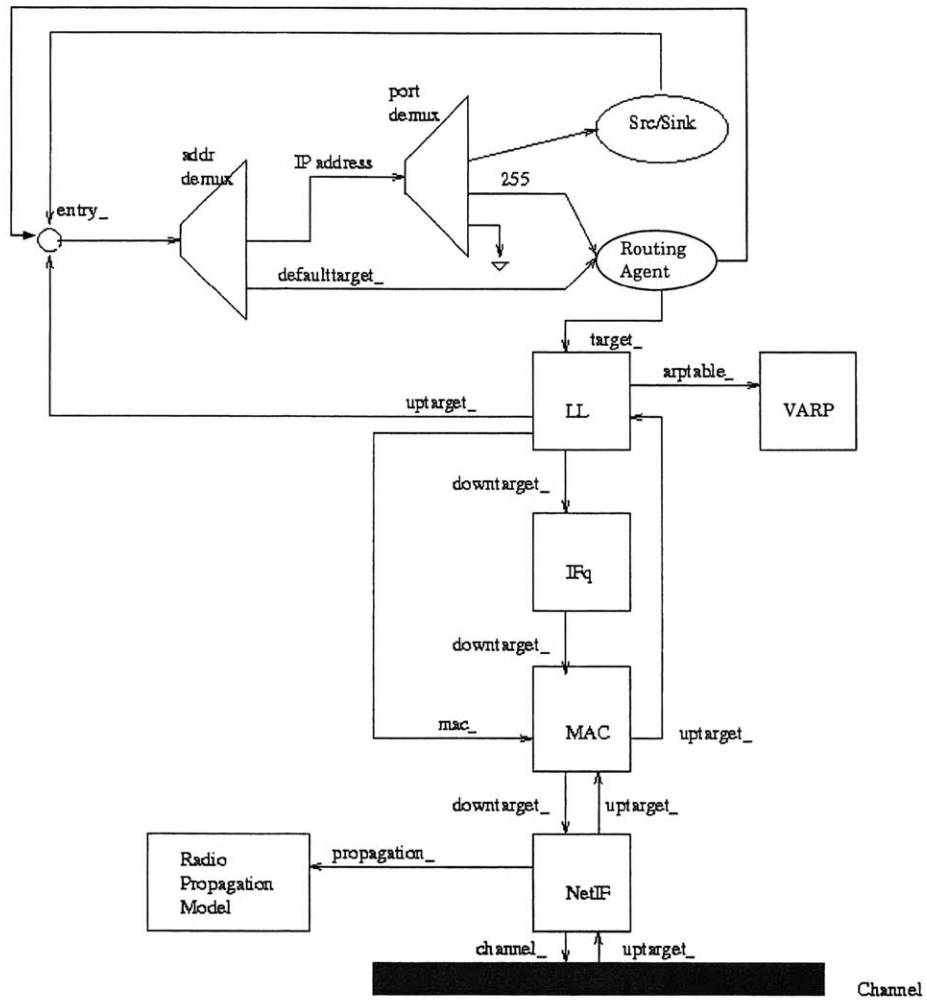 port
demux
Src/Sink
addr
demux
IP address
255
entry_
Routing
Agent
defaulttarget_
target_
arptable_
uptarget_
LL
VARP
downtarget_
IFq
downtarget_
mac_
MAC
uptarget_
downtarget_
uptarget_
propagation_
Radio
Propagation
Model
NetIF
channel_
uptarget_
Channel